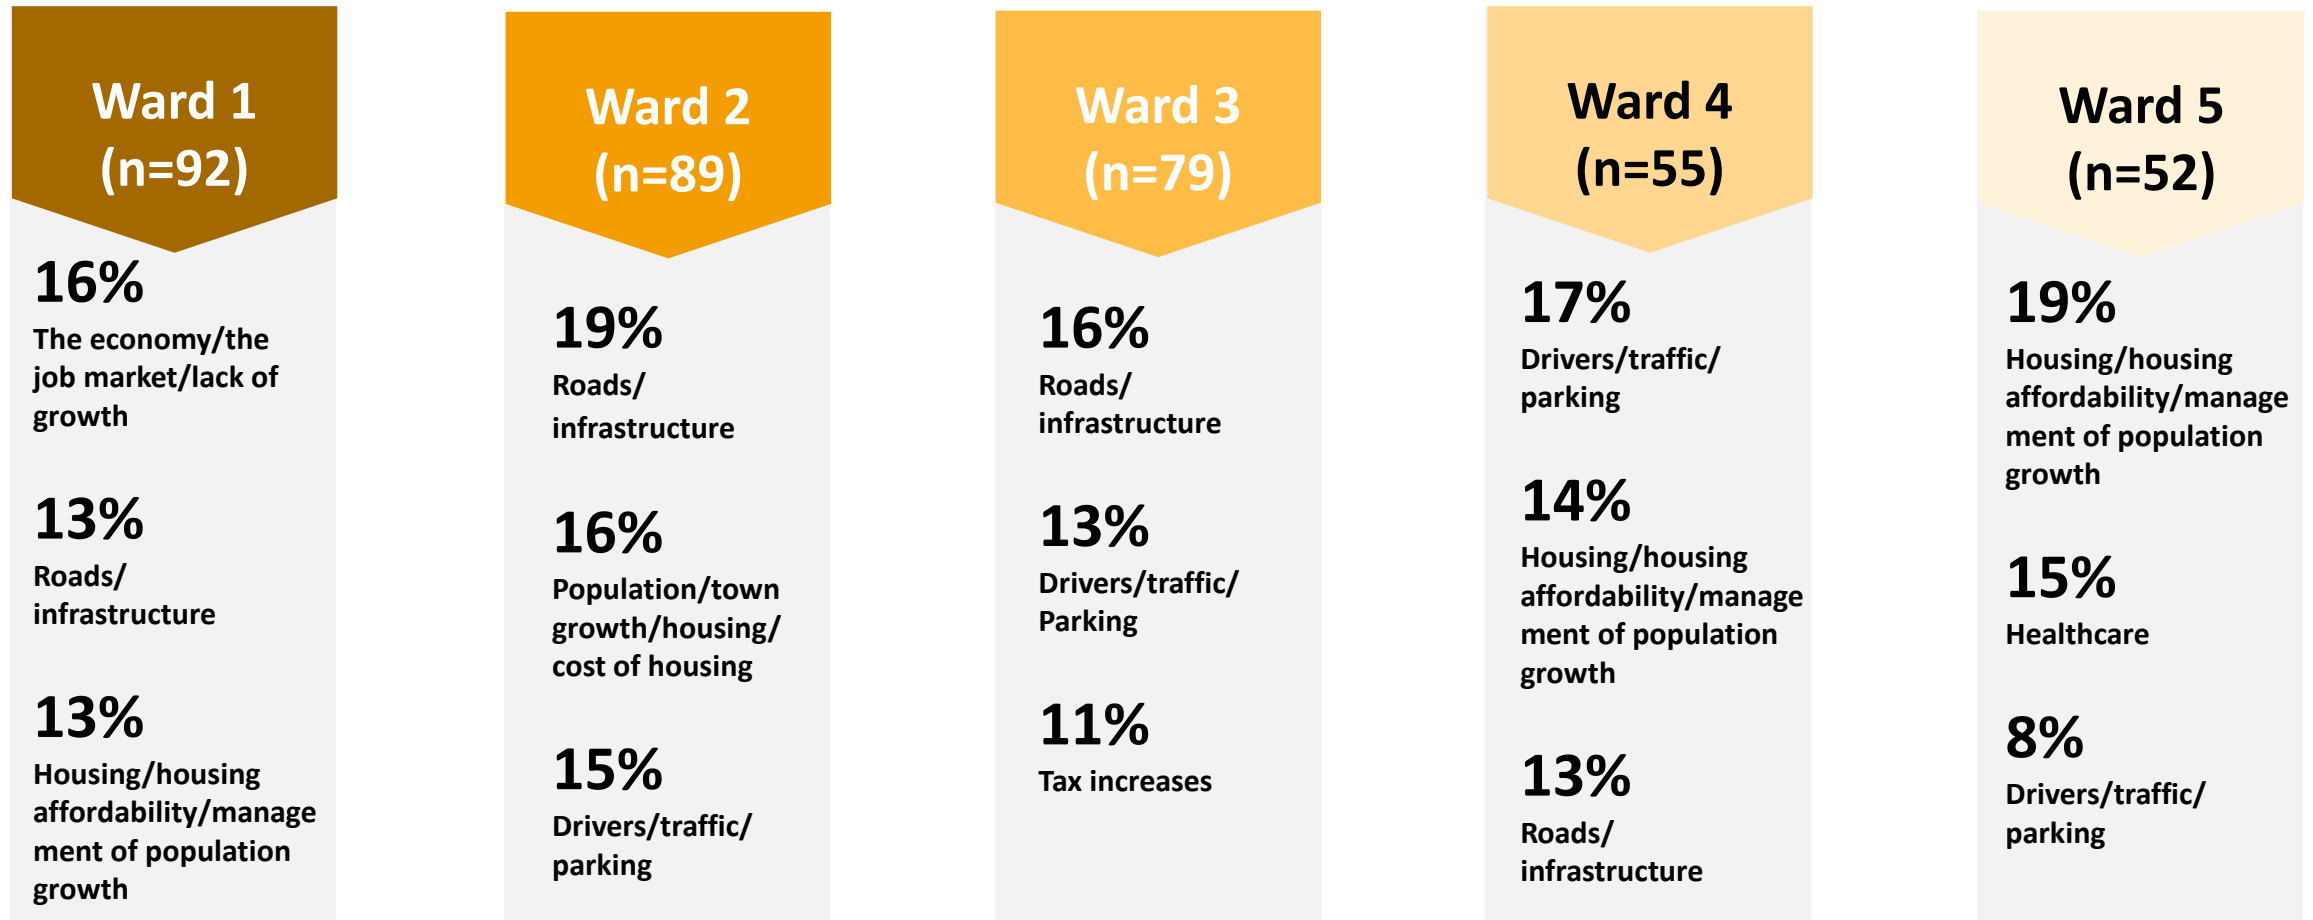 Ward 1
(n=92)
16%
The economy/the
job market/lack of
growth
13%
Roads/
infrastructure
13%
Housing/housing
affordability/manage
ment of population
growth
Ward 2
(n=89)
19%
Roads/
infrastructure
16%
Population/town
growth/housing/
cost of housing
15%
Drivers/traffic/
parking
Ward 3
(n=79)
16%
Roads/
infrastructure
13%
Drivers/traffic/
Parking
11%
Tax increases
Ward 4
(n=55)
17%
Drivers/traffic/
parking
14%
Housing/housing
affordability/manage
ment of population
growth
13%
Roads/
infrastructure
Ward 5
(n=52)
19%
Housing/housing
affordability/manage
ment of population
growth
15%
Healthcare
8%
Drivers/traffic/
parking